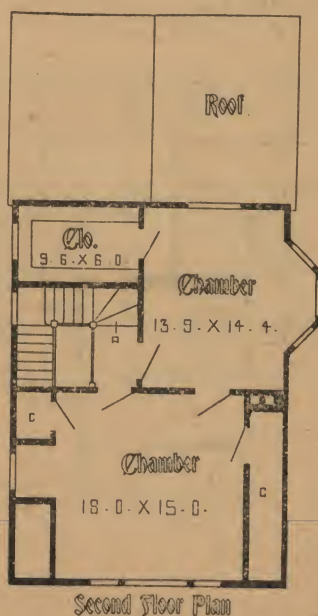 Roof.
Clo.
9.6. X 6.0.
Chamber
13.9. X 14.4.
C
Chamber
18.0. X 15.0.
C
Second Floor Plan